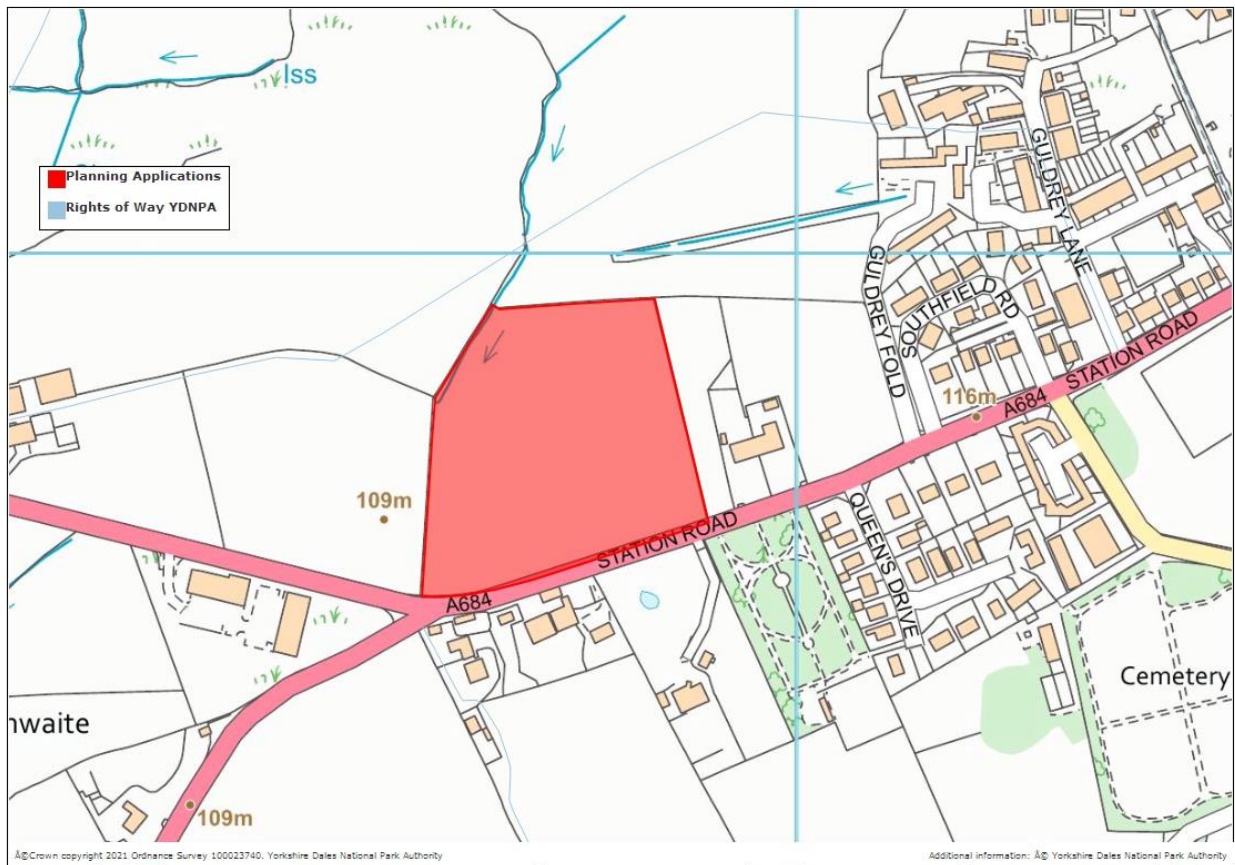 Iss
Planning Applications
Rights of Way YDNPA
GULDREY LANE
GULDREY FOLD
SOUTHFIELD RD
STATION ROAD
A684
116m
109m
STATION ROAD
QUEEN'S DRIVE
A684
Cemetery
nwaite
109m
Â©Crown copyright 2021 Ordnance Survey 100023740. Yorkshire Dales National Park Authority
Additional information: Â© Yorkshire Dales National Park Authority